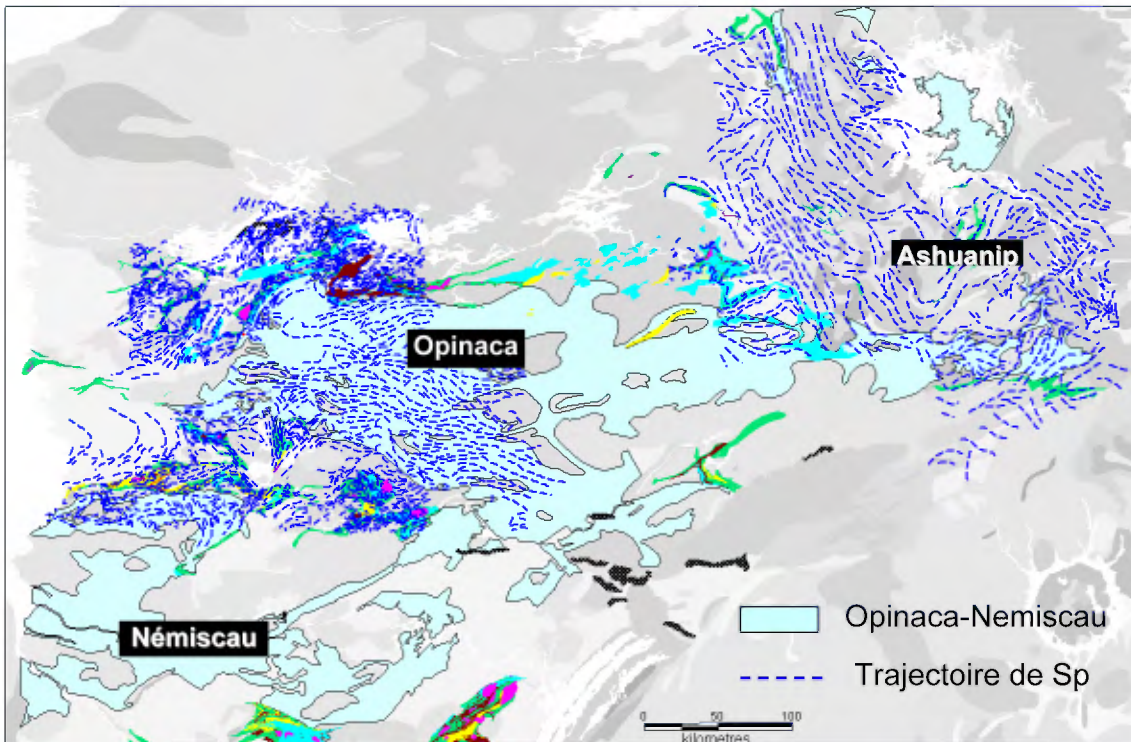 Ashuanip
Opinaca
Némiscau
Opinaca-Nemiscau
Trajectoire de Sp
0 50 100
kilometres